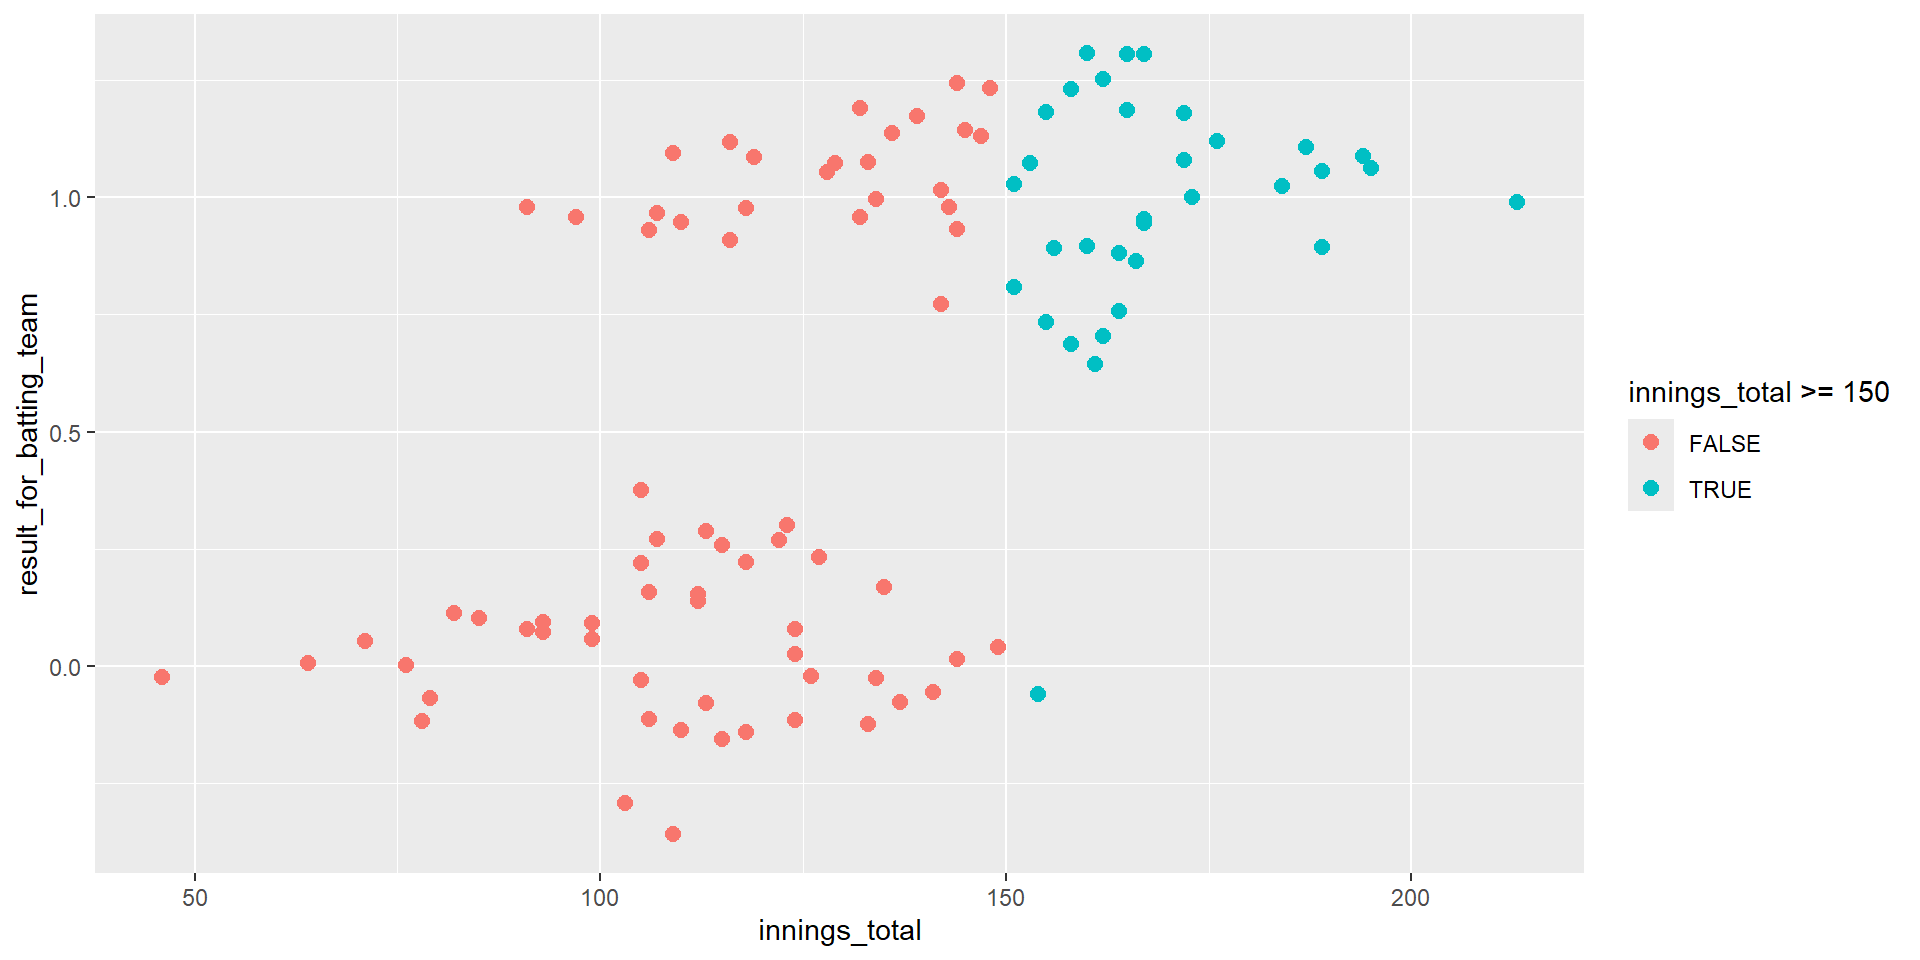 result_for_batting_team
1.0
0.5
0.0
50 100 150 200
innings_total
innings_total >= 150
FALSE
TRUE